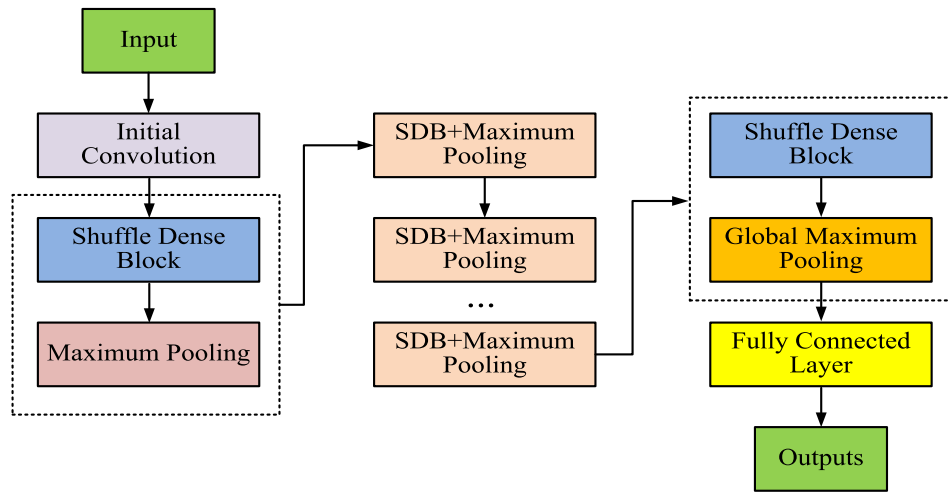 Input
Initial
Convolution
Shuffle Dense
Block
Maximum Pooling
SDB+Maximum
Pooling
SDB+Maximum
Pooling
...
SDB+Maximum
Pooling
Shuffle Dense
Block
Global Maximum
Pooling
Fully Connected
Layer
Outputs